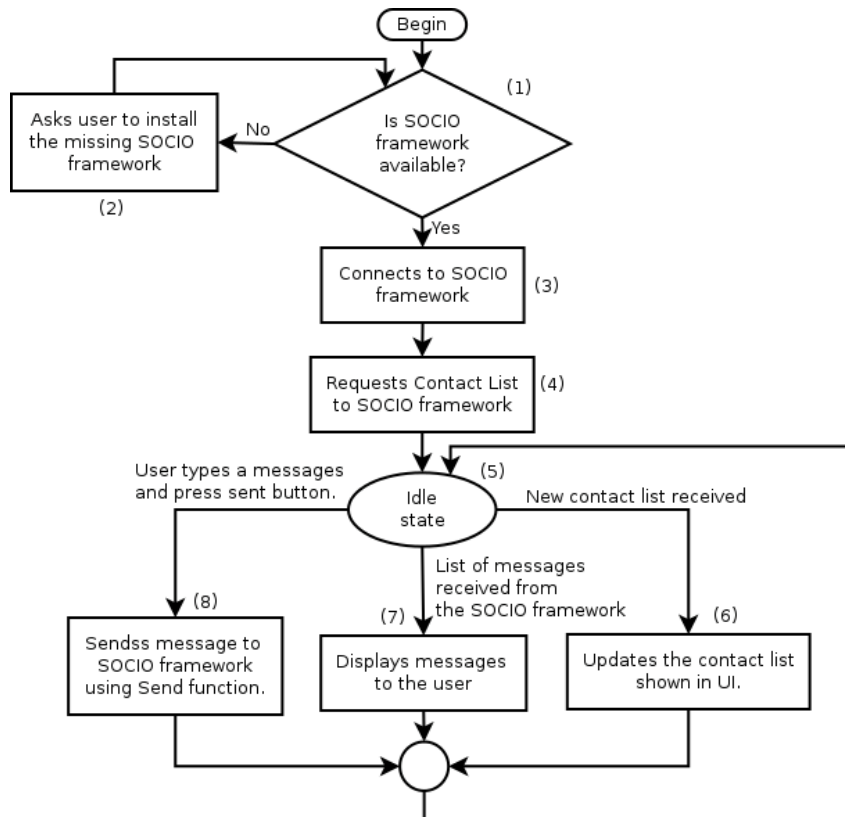 Begin
(1)
Is SOCIO
framework
available?
No
Asks user to install
the missing SOCIO
framework
(2)
Yes
Connects to SOCIO
framework
(3)
Requests Contact List
to SOCIO framework
(4)
(5)
Idle
state
User types a messages
and press sent button.
New contact list received
List of messages
received from
the SOCIO framework
(8)
Sendss message to
SOCIO framework
using Send function.
(7)
Displays messages
to the user
(6)
Updates the contact list
shown in UI.